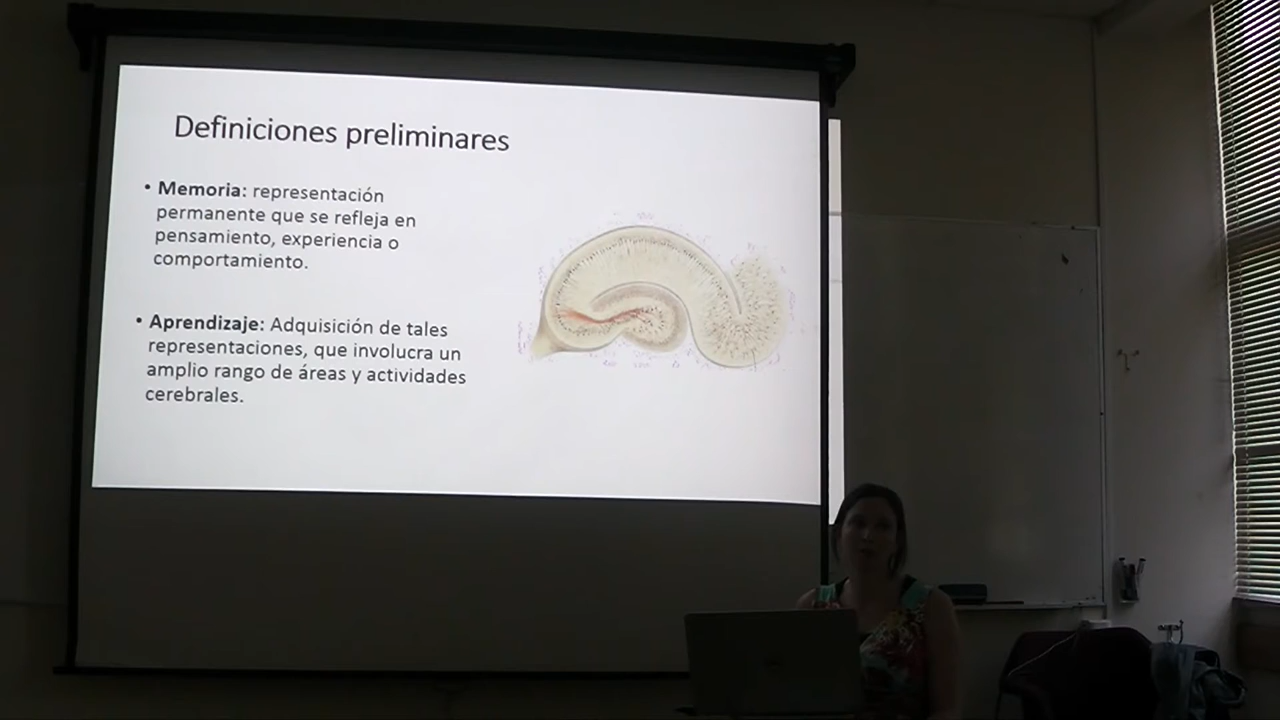 Definiciones preliminares
• Memoria: representación
permanente que se refleja en
pensamiento, experiencia o
comportamiento.
• Aprendizaje: Adquisición de tales
representaciones, que involucra un
amplio rango de áreas y actividades
cerebrales.